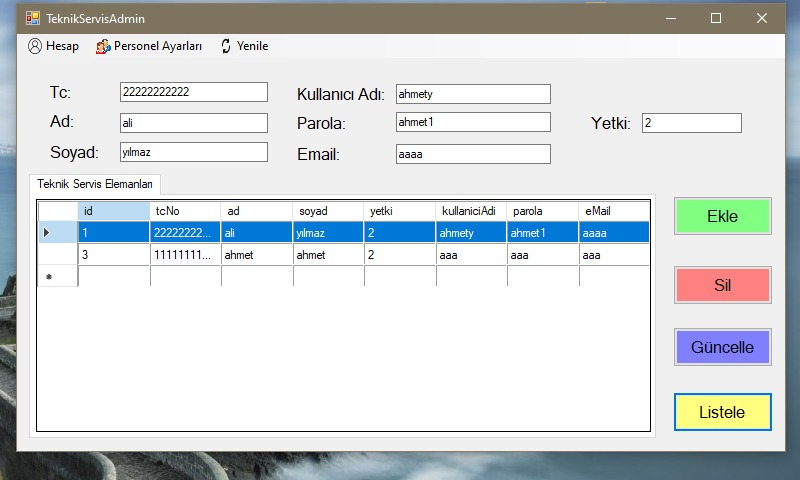 TeknikServisAdmin
Hesap Personel Ayarları Yenile
Tc: 22222222222 Kullanıcı Adı: ahmety
Ad: ali Parola: ahmet1 Yetki: 2
Soyad: yılmaz Email: aaaa
Teknik Servis Elemanları
id tcNo ad soyad yetki kullaniciAdi parola eMail
1 22222222... ali yılmaz 2 ahmety ahmet1 aaaa
3 11111111... ahmet ahmet 2 aaa aaa aaa
Ekle
Sil
Güncelle
Listele